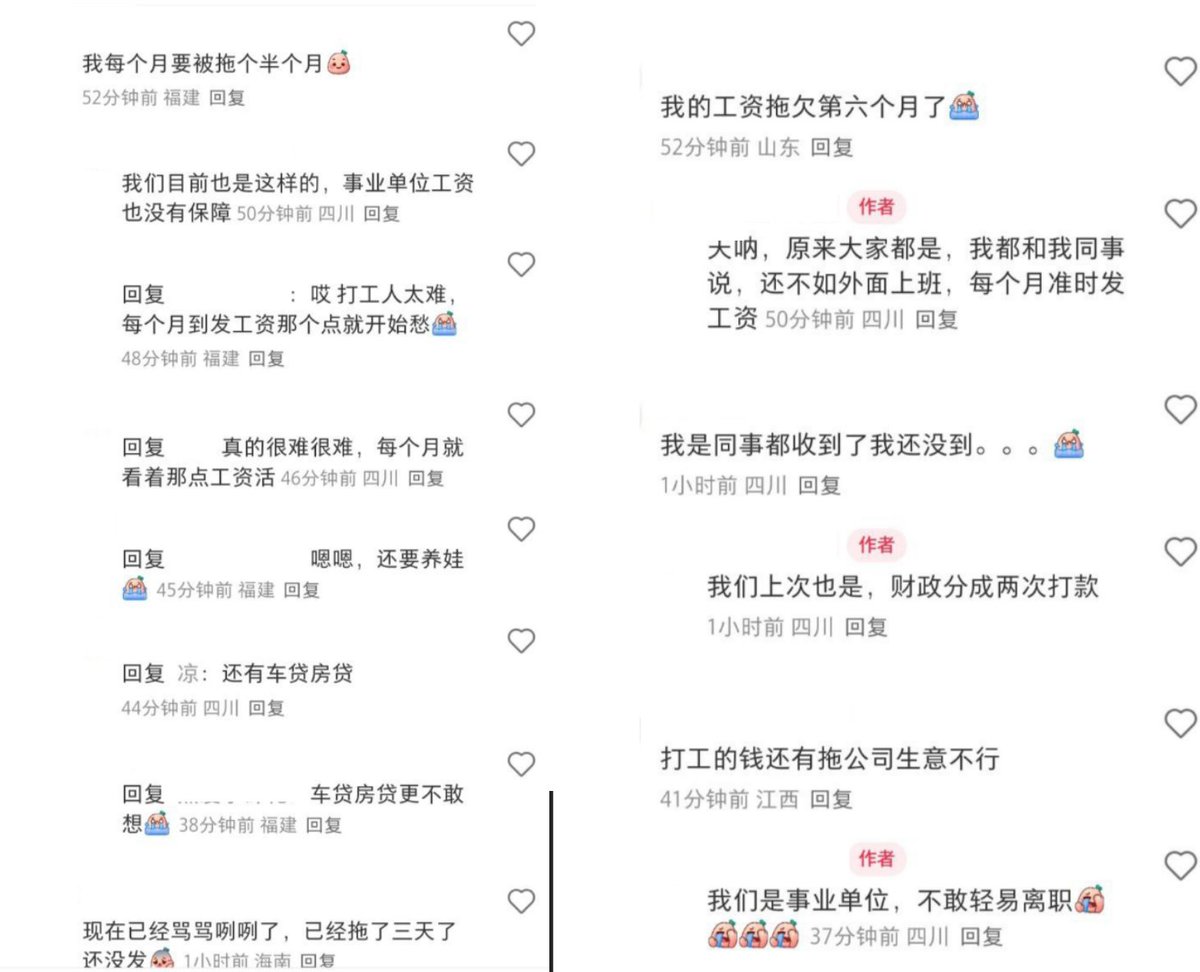 我每个月要被拖个半个月
52分钟前 福建 回复
我们目前也是这样的，事业单位工资
也没有保障 50分钟前 四川 回复
回复 ：哎 打工人太难，
每个月到发工资那个点就开始愁
48分钟前 福建 回复
回复 真的很难很难，每个月就
看着那点工资活 46分钟前 四川 回复
回复 嗯嗯，还要养娃
45分钟前 福建 回复
回复 凉：还有车贷房贷
44分钟前 四川 回复
回复 车贷房贷更不敢
想 38分钟前 福建 回复
现在已经骂骂咧咧了，已经拖了三天了
还没发 1小时前 海南 回复
我的工资拖欠第六个月了
52分钟前 山东 回复
作者
天呐，原来大家都是，我都和我同事
说，还不如外面上班，每个月准时发
工资 50分钟前 四川 回复
我是同事都收到了我还没到。。。
1小时前 四川 回复
作者
我们上次也是，财政分成两次打款
1小时前 四川 回复
打工的钱还有拖公司生意不行
41分钟前 江西 回复
作者
我们是事业单位，不敢轻易离职
37分钟前 四川 回复